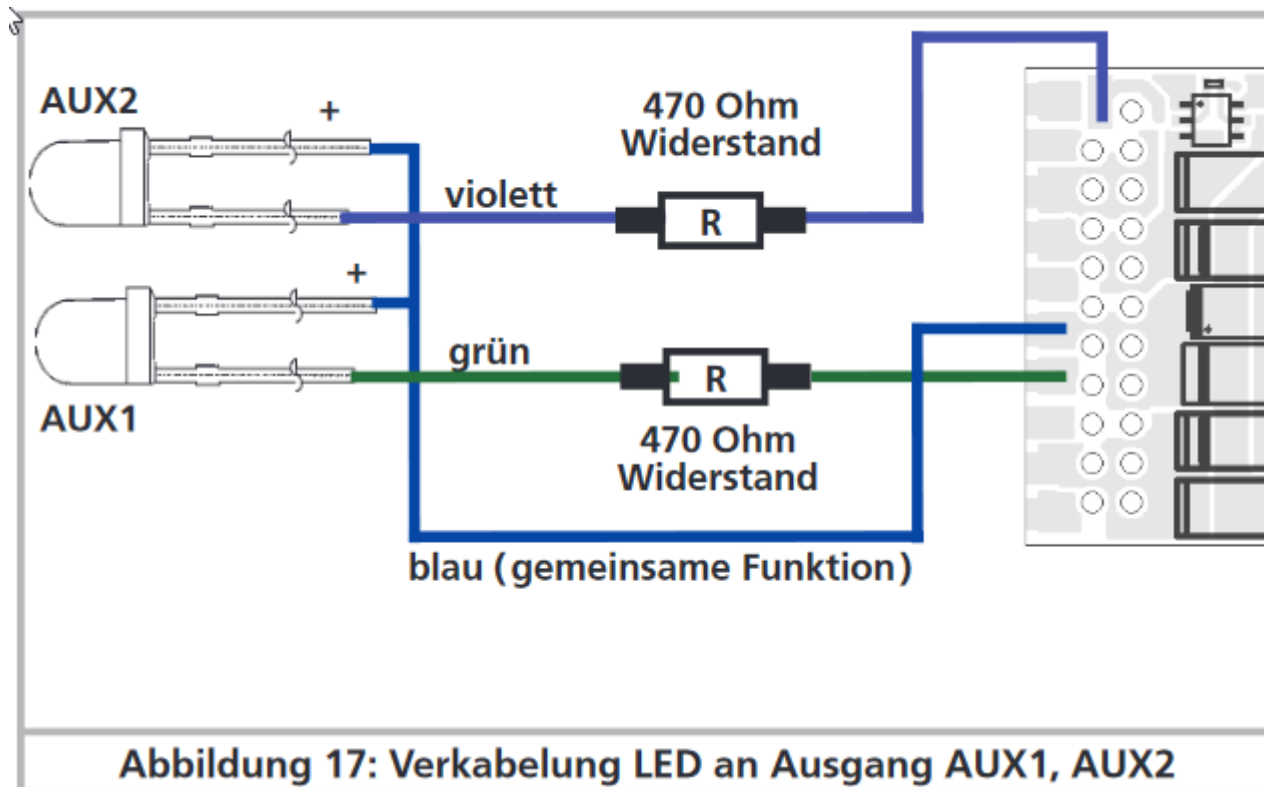 AUX2
+
470 Ohm
Widerstand
violett
R
+
grün
R
AUX1
470 Ohm
Widerstand
blau (gemeinsame Funktion)
Abbildung 17: Verkabelung LED an Ausgang AUX1, AUX2